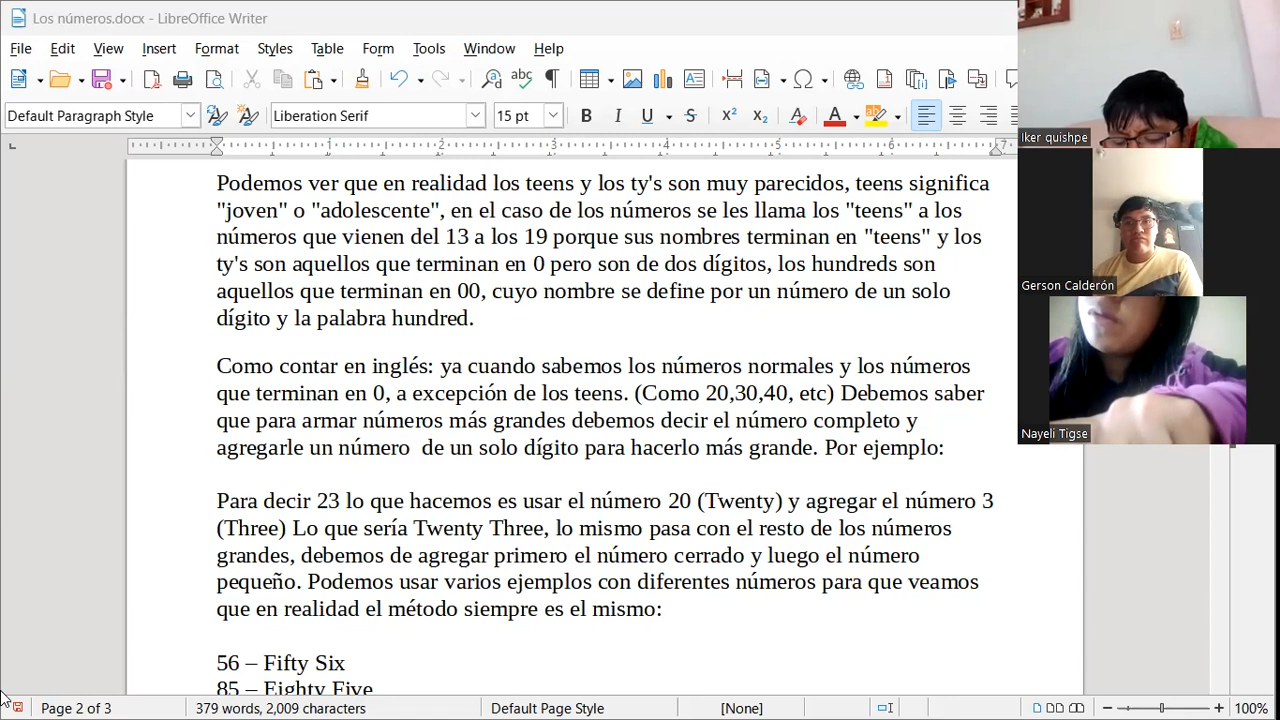 Los números.docx - LibreOffice Writer
File Edit View Insert Format Styles Table Form Tools Window Help
Default Paragraph Style
Liberation Serif
15 pt
2 3 4 5 6 7
Podemos ver que en realidad los teens y los ty's son muy parecidos, teens significa
"joven" o "adolescente", en el caso de los números se les llama los "teens" a los
números que vienen del 13 a los 19 porque sus nombres terminan en "teens" y los
ty's son aquellos que terminan en 0 pero son de dos dígitos, los hundreds son
aquellos que terminan en 00, cuyo nombre se define por un número de un solo
dígito y la palabra hundred.
Como contar en inglés: ya cuando sabemos los números normales y los números
que terminan en 0, a excepción de los teens. (Como 20,30,40, etc) Debemos saber
que para armar números más grandes debemos decir el número completo y
agregarle un número  de un solo dígito para hacerlo más grande. Por ejemplo:
Para decir 23 lo que hacemos es usar el número 20 (Twenty) y agregar el número 3
(Three) Lo que sería Twenty Three, lo mismo pasa con el resto de los números
grandes, debemos de agregar primero el número cerrado y luego el número
pequeño. Podemos usar varios ejemplos con diferentes números para que veamos
que en realidad el método siempre es el mismo:
56 – Fifty Six
85 – Eighty Five
Iker quishpe
Gerson Calderón
Nayeli Tigse
Page 2 of 3
379 words, 2,009 characters
Default Page Style
[None]
100%